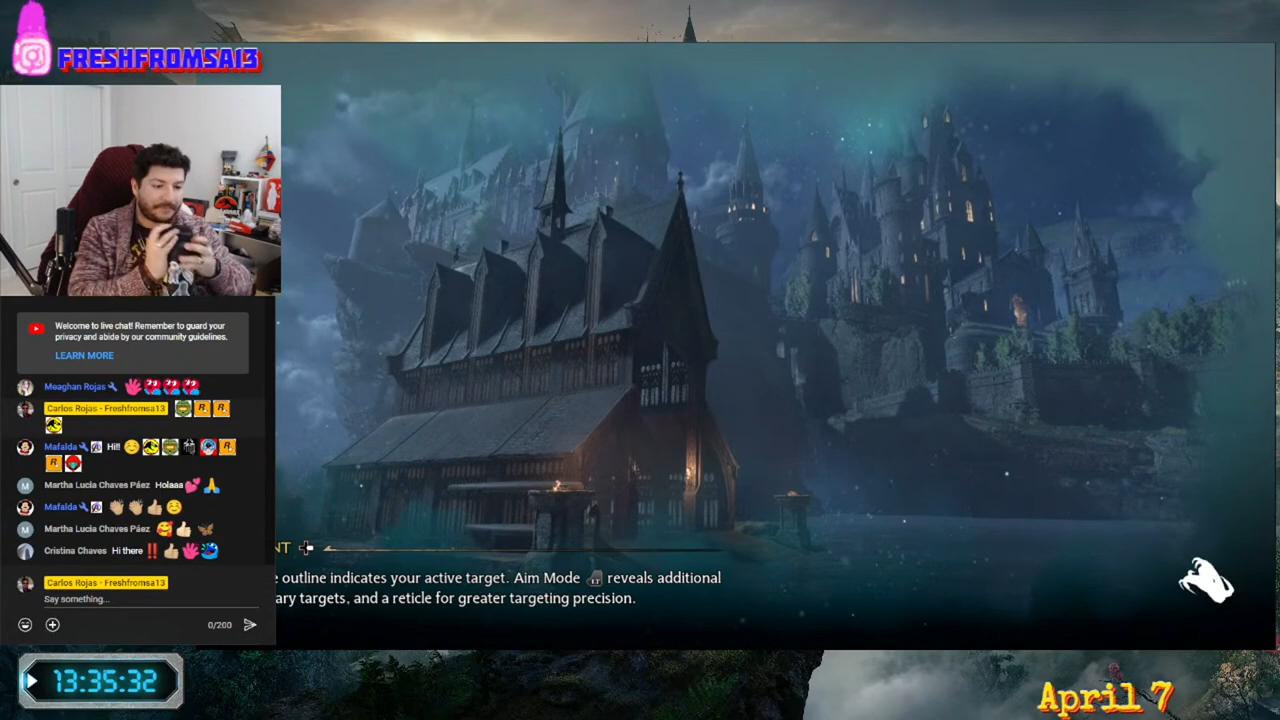 FRESHFROMSA13
Welcome to live chat! Remember to guard your
privacy and abide by our community guidelines.
LEARN MORE
Meaghan Rojas
Carlos Rojas - Freshfromsa13
Mafalda Hi!!
Martha Lucia Chaves Páez Holaaa
Mafalda
Martha Lucia Chaves Páez
Cristina Chaves Hi there
Carlos Rojas - Freshfromsa13
Say something...
0/200
NT
outline indicates your active target. Aim Mode LT reveals additional
ary targets, and a reticle for greater targeting precision.
13:35:32
April 7